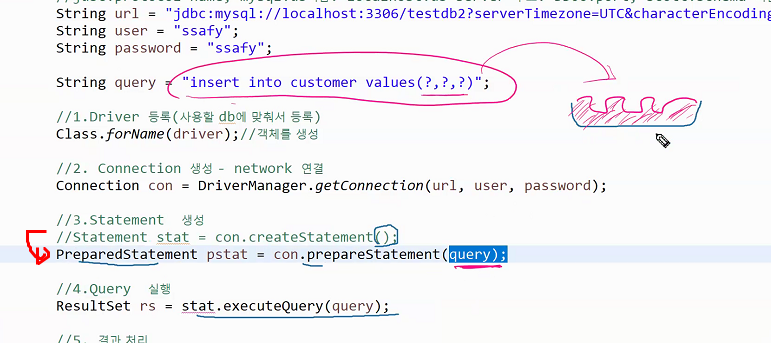 String url = "jdbc:mysql://localhost:3306/testdb2?serverTimezone=UTC&characterEncoding
String user = "ssafy";
String password = "ssafy";
String query = "insert into customer values(?,?,?)";
//1.Driver 등록(사용할 db에 맞춰서 등록)
Class.forName(driver);//객체를 생성
//2. Connection 생성 - network 연결
Connection con = DriverManager.getConnection(url, user, password);
//3.Statement 생성
//Statement stat = con.createStatement();
PreparedStatement pstat = con.prepareStatement(query);
//4.Query 실행
ResultSet rs = stat.executeQuery(query);
//5. 결과 처리